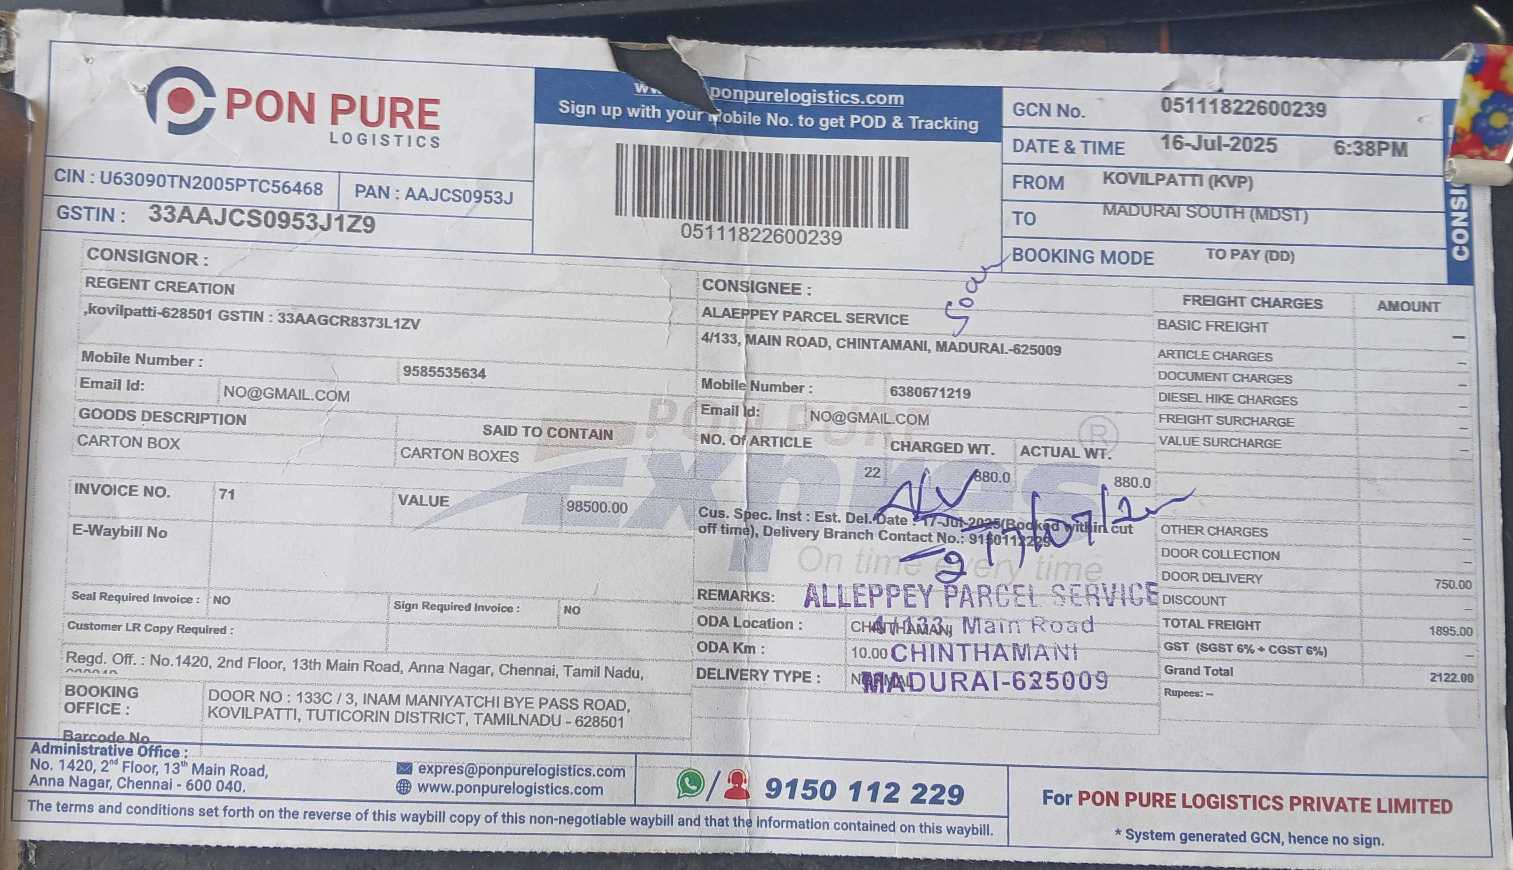 PON PURE
LOGISTICS
ponpurelogistics.com
Sign up with your Mobile No. to get POD & Tracking
05111822600239
GCN No. 05111822600239
DATE & TIME 16-Jul-2025 6:38PM
FROM KOVILPATTI (KVP)
TO MADURAI SOUTH (MDST)
BOOKING MODE TO PAY (DD)
CONSI
CIN : U63090TN2005PTC56468 PAN : AAJCS0953J
GSTIN : 33AAJCS0953J1Z9
CONSIGNOR :
REGENT CREATION
,kovilpatti-628501 GSTIN : 33AAGCR8373L1ZV
Mobile Number : 9585535634
Email Id: NO@GMAIL.COM
GOODS DESCRIPTION SAID TO CONTAIN
CARTON BOX CARTON BOXES
INVOICE NO. 71 VALUE 98500.00
E-Waybill No
Seal Required Invoice : NO Sign Required Invoice : NO
Customer LR Copy Required :
Regd. Off. : No.1420, 2nd Floor, 13th Main Road, Anna Nagar, Chennai, Tamil Nadu,
BOOKING OFFICE : DOOR NO : 133C / 3, INAM MANIYATCHI BYE PASS ROAD,
KOVILPATTI, TUTICORIN DISTRICT, TAMILNADU - 628501
Barcode No
CONSIGNEE :
ALAEPPEY PARCEL SERVICE
4/133, MAIN ROAD, CHINTAMANI, MADURAI.-625009
Mobile Number : 6380671219
Email Id: NO@GMAIL.COM
NO. Of ARTICLE CHARGED WT. ACTUAL WT.
22 880.0 880.0
PON PURE
Expres
®
On time every time
Cus. Spec. Inst : Est. Del. Date : 17-Jul-2025(Booked within cut
off time), Delivery Branch Contact No.: 9150112229
REMARKS:
ODA Location : CHINTHAMANI
ODA Km : 10.00
DELIVERY TYPE : NORMAL
ALLEPPEY PARCEL SERVICE
4/133, Main Road
CHINTHAMANI
MADURAI-625009
FREIGHT CHARGES AMOUNT
BASIC FREIGHT –
ARTICLE CHARGES –
DOCUMENT CHARGES –
DIESEL HIKE CHARGES –
FREIGHT SURCHARGE –
VALUE SURCHARGE –
OTHER CHARGES –
DOOR COLLECTION –
DOOR DELIVERY 750.00
DISCOUNT –
TOTAL FREIGHT 1895.00
GST (SGST 6% + CGST 6%) –
Grand Total 2122.00
Rupees: –
Administrative Office :
No. 1420, 2nd Floor, 13th Main Road,
Anna Nagar, Chennai - 600 040.
expres@ponpurelogistics.com
www.ponpurelogistics.com
/ 9150 112 229
For PON PURE LOGISTICS PRIVATE LIMITED
* System generated GCN, hence no sign.
The terms and conditions set forth on the reverse of this waybill copy of this non-negotiable waybill and that the information contained on this waybill.